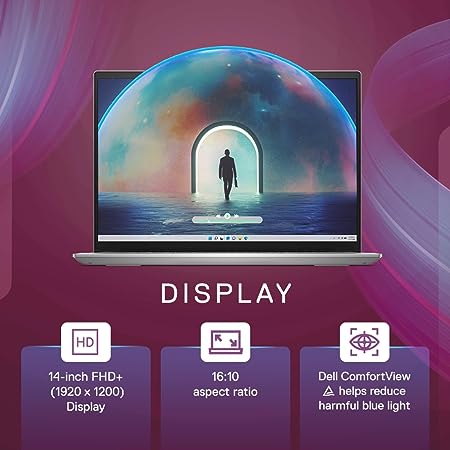 DISPLAY
HD
14-inch FHD+
(1920 x 1200)
Display
16:10
aspect ratio
Dell ComfortView
△ helps reduce
harmful blue light